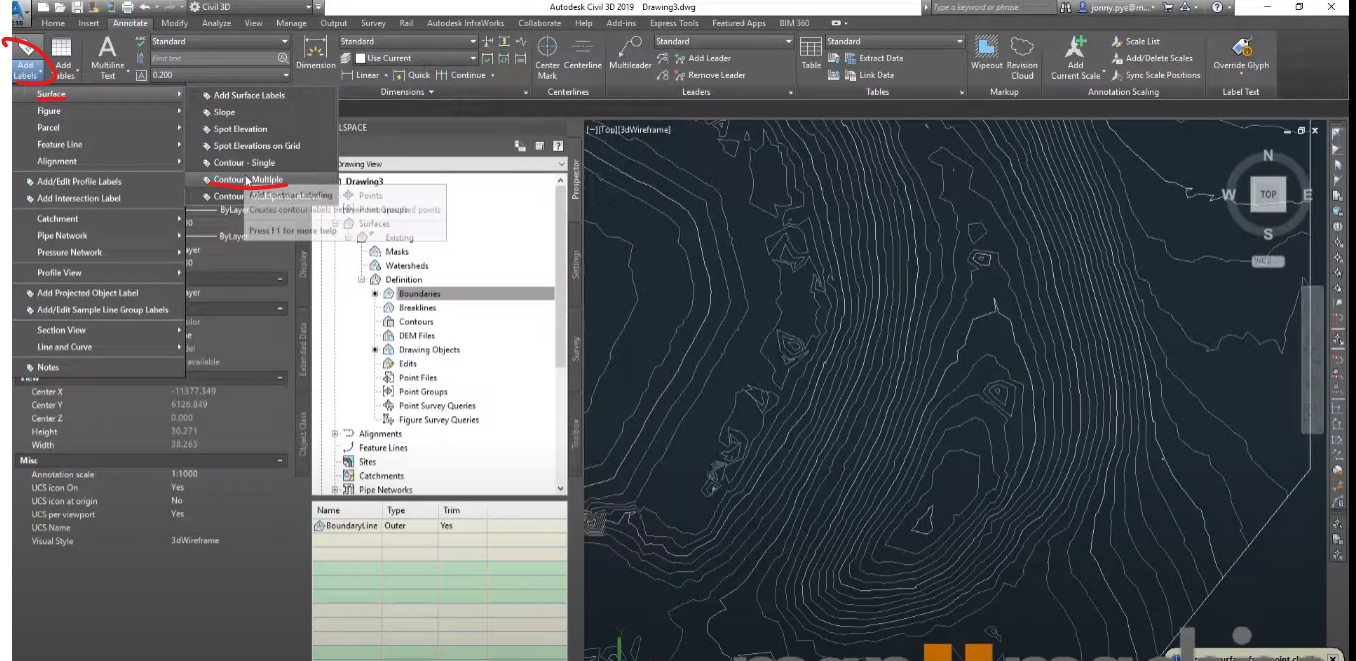 Civil 3D
Autodesk Civil 3D 2019 Drawing3.dwg
Type a keyword or phrase
jonny.pye@m...
Home Insert Annotate Modify Analyze View Manage Output Survey Rail Autodesk InfraWorks Collaborate Help Add-ins Express Tools Featured Apps BIM 360
Add Labels
Add Tables
Multiline Text
Standard
Find text
0.200
Dimension
Standard
Use Current
Linear Quick Continue
Dimensions
Center Mark
Centerline
Centerlines
Multileader
Standard
Add Leader
Remove Leader
Leaders
Table
Standard
Extract Data
Link Data
Tables
Wipeout
Revision Cloud
Markup
Add Current Scale
Scale List
Add/Delete Scales
Sync Scale Positions
Annotation Scaling
Override Glyph
Label Text
Surface
Figure
Parcel
Feature Line
Alignment
Add/Edit Profile Labels
Add Intersection Label
Catchment
Pipe Network
Pressure Network
Profile View
Add Projected Object Label
Add/Edit Sample Line Group Labels
Section View
Line and Curve
Notes
Add Surface Labels
Slope
Spot Elevation
Spot Elevations on Grid
Contour - Single
Contour - Multiple
Contour
Add Contour Labeling
Press F1 for more help
ByLayer
ByLayer
View
Center X -11377.349
Center Y 6126.849
Center Z 0.000
Height 30.271
Width 38.263
Misc
Annotation scale 1:1000
UCS icon On Yes
UCS icon at origin No
UCS per viewport Yes
UCS Name
Visual Style 3dWireframe
Display
Extended Data
Object Class
LSPACE
Drawing View
Drawing3
Points
Point Groups
Surfaces
Existing
Masks
Watersheds
Definition
Boundaries
Breaklines
Contours
DEM Files
Drawing Objects
Edits
Point Files
Point Groups
Point Survey Queries
Figure Survey Queries
Alignments
Feature Lines
Sites
Catchments
Pipe Networks
Prospector
Settings
Survey
Toolbox
Name Type Trim
BoundaryLine Outer Yes
[−][Top][3dWireframe]
N
W TOP E
S
WCS